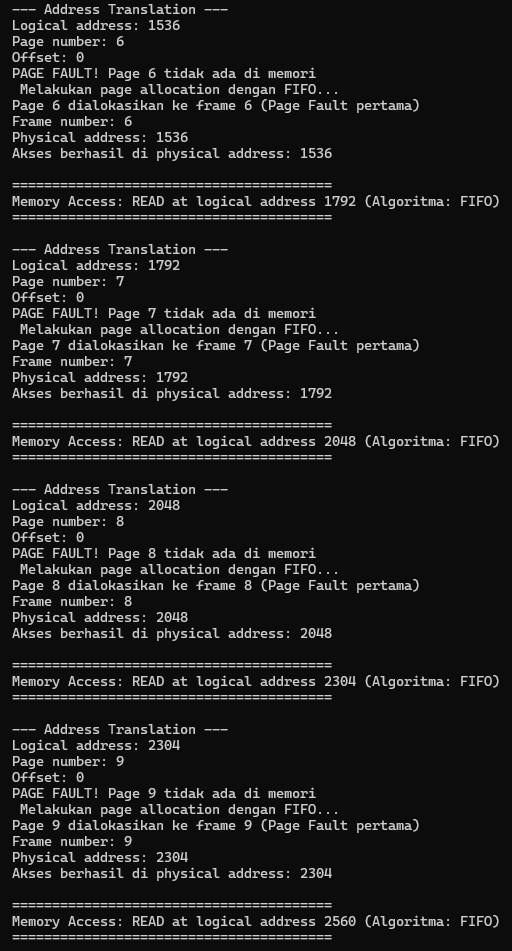 --- Address Translation ---
Logical address: 1536
Page number: 6
Offset: 0
PAGE FAULT! Page 6 tidak ada di memori
 Melakukan page allocation dengan FIFO...
Page 6 dialokasikan ke frame 6 (Page Fault pertama)
Frame number: 6
Physical address: 1536
Akses berhasil di physical address: 1536

========================================
Memory Access: READ at logical address 1792 (Algoritma: FIFO)
========================================

--- Address Translation ---
Logical address: 1792
Page number: 7
Offset: 0
PAGE FAULT! Page 7 tidak ada di memori
 Melakukan page allocation dengan FIFO...
Page 7 dialokasikan ke frame 7 (Page Fault pertama)
Frame number: 7
Physical address: 1792
Akses berhasil di physical address: 1792

========================================
Memory Access: READ at logical address 2048 (Algoritma: FIFO)
========================================

--- Address Translation ---
Logical address: 2048
Page number: 8
Offset: 0
PAGE FAULT! Page 8 tidak ada di memori
 Melakukan page allocation dengan FIFO...
Page 8 dialokasikan ke frame 8 (Page Fault pertama)
Frame number: 8
Physical address: 2048
Akses berhasil di physical address: 2048

========================================
Memory Access: READ at logical address 2304 (Algoritma: FIFO)
========================================

--- Address Translation ---
Logical address: 2304
Page number: 9
Offset: 0
PAGE FAULT! Page 9 tidak ada di memori
 Melakukan page allocation dengan FIFO...
Page 9 dialokasikan ke frame 9 (Page Fault pertama)
Frame number: 9
Physical address: 2304
Akses berhasil di physical address: 2304

========================================
Memory Access: READ at logical address 2560 (Algoritma: FIFO)
========================================